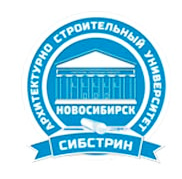 АРХИТЕКТУРНО СТРОИТЕЛЬНЫЙ УНИВЕРСИТЕТ
НОВОСИБИРСК
СИБСТРИН